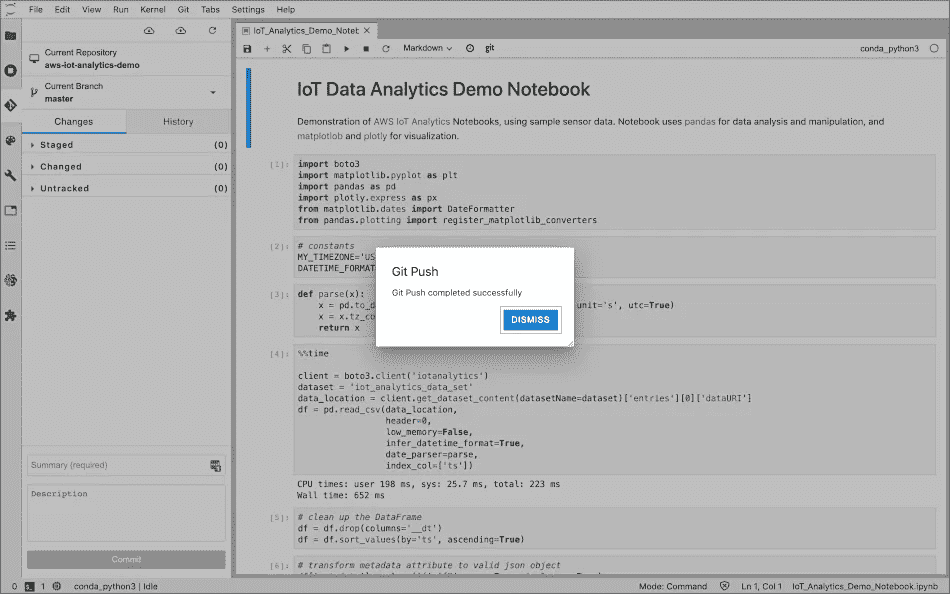 File Edit View Run Kernel Git Tabs Settings Help
Current Repository
aws-iot-analytics-demo
Current Branch
master
Changes History
Staged (0)
Changed (0)
Untracked (0)
Summary (required)
Description
Commit
IoT_Analytics_Demo_Notet
Markdown
git
conda_python3
IoT Data Analytics Demo Notebook
Demonstration of AWS IoT Analytics Notebooks, using sample sensor data. Notebook uses pandas for data analysis and manipulation, and
matplotlob and plotly for visualization.
[1]: import boto3
import matplotlib.pyplot as plt
import pandas as pd
import plotly.express as px
from matplotlib.dates import DateFormatter
from pandas.plotting import register_matplotlib_converters
[2]: # constants
MY_TIMEZONE='US
DATETIME_FORMAT
[3]: def parse(x):
x = pd.to_d unit='s', utc=True)
x = x.tz_co
return x
Git Push
Git Push completed successfully
DISMISS
[4]: %%time
client = boto3.client('iotanalytics')
dataset = 'iot_analytics_data_set'
data_location = client.get_dataset_content(datasetName=dataset)['entries'][0]['dataURI']
df = pd.read_csv(data_location,
header=0,
low_memory=False,
infer_datetime_format=True,
date_parser=parse,
index_col=['ts'])
CPU times: user 198 ms, sys: 25.7 ms, total: 223 ms
Wall time: 652 ms
[5]: # clean up the DataFrame
df = df.drop(columns='__dt')
df = df.sort_values(by='ts', ascending=True)
[6]: # transform metadata attribute to valid json object
0 1 conda_python3 | Idle
Mode: Command Ln 1, Col 1 IoT_Analytics_Demo_Notebook.ipynb